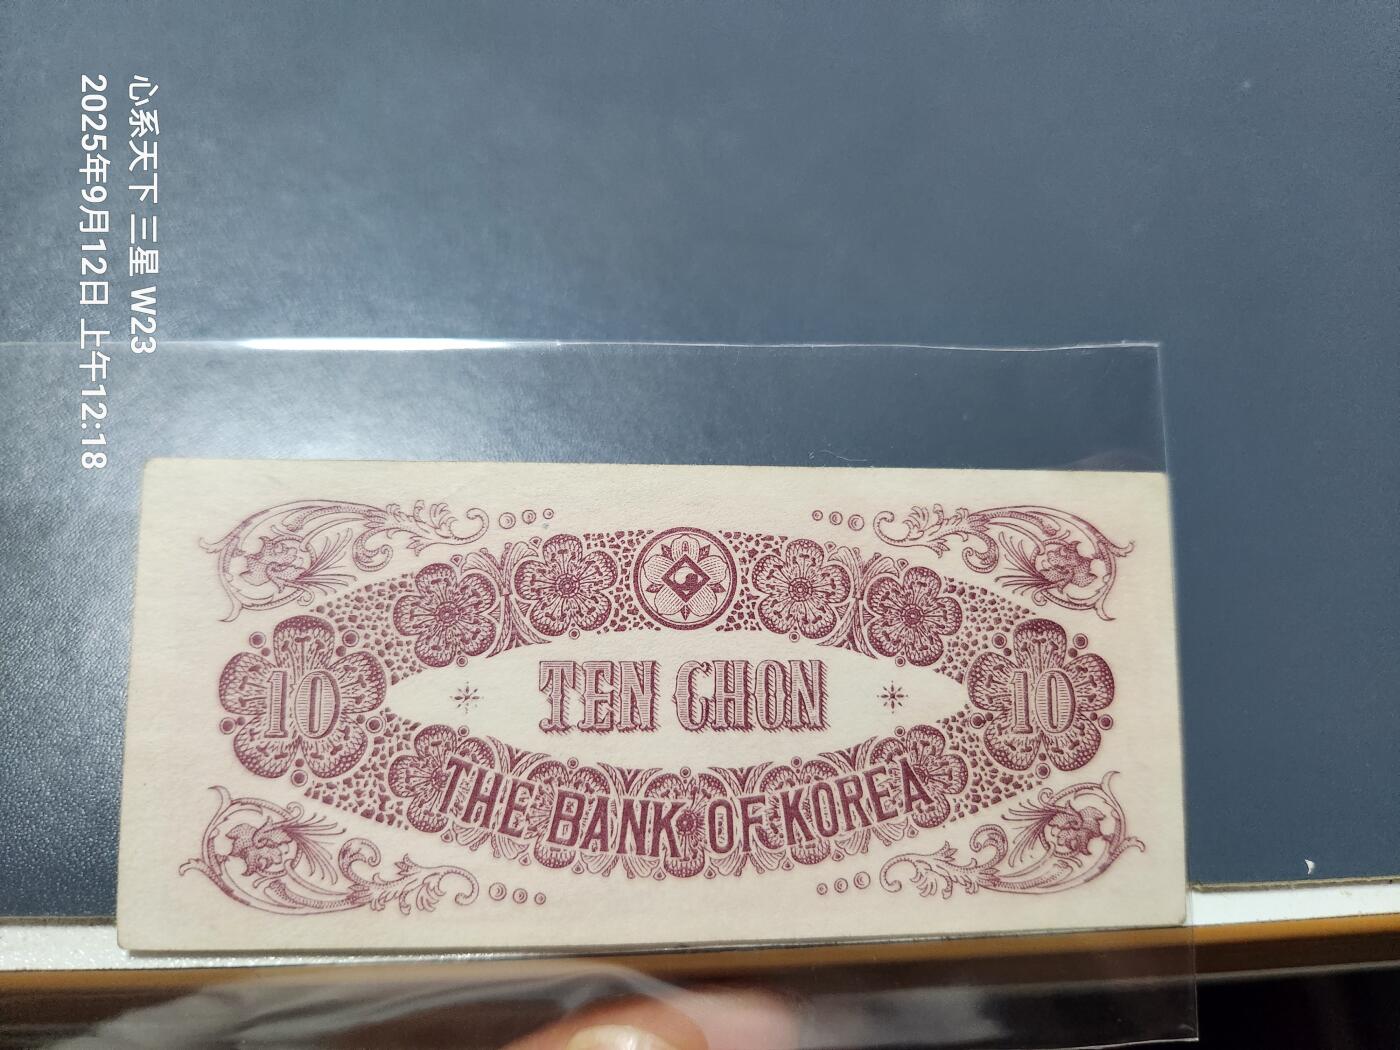 心系天下 三星 W23
2025年9月12日 上午12:18
TEN CHON
10
10
THE BANK OF KOREA